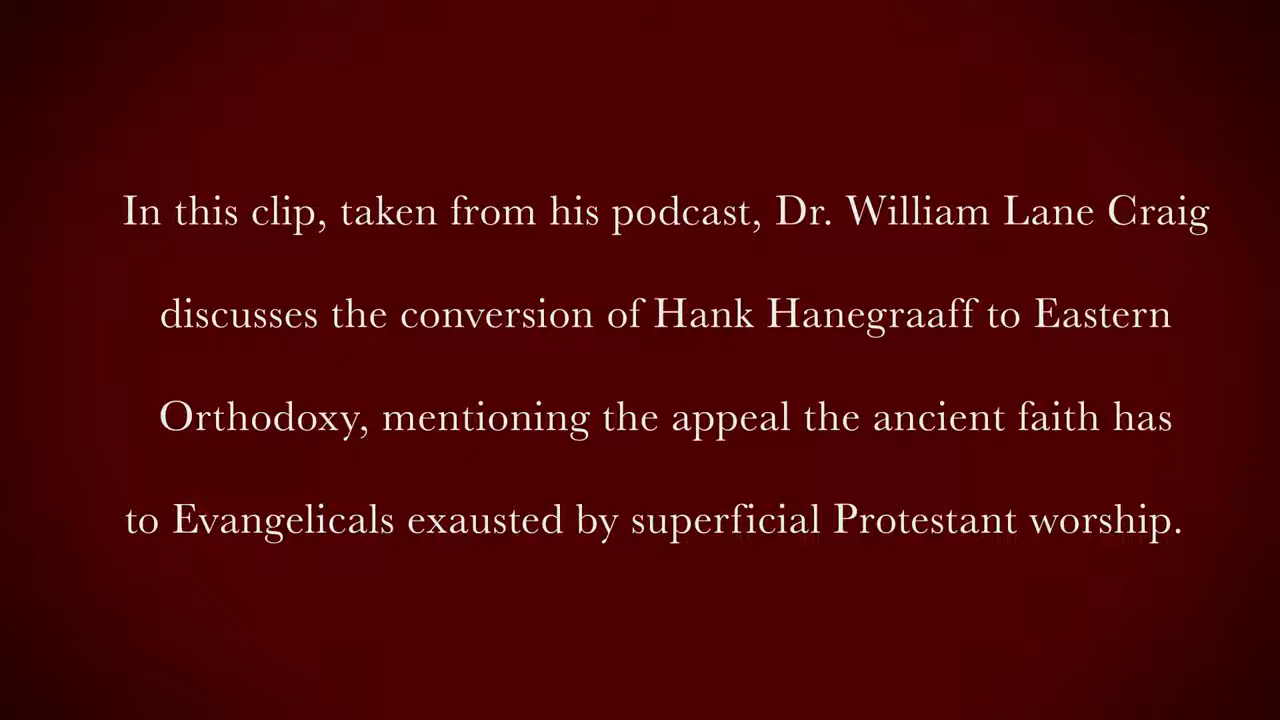 In this clip, taken from his podcast, Dr. William Lane Craig
discusses the conversion of Hank Hanegraaff to Eastern
Orthodoxy, mentioning the appeal the ancient faith has
to Evangelicals exausted by superficial Protestant worship.